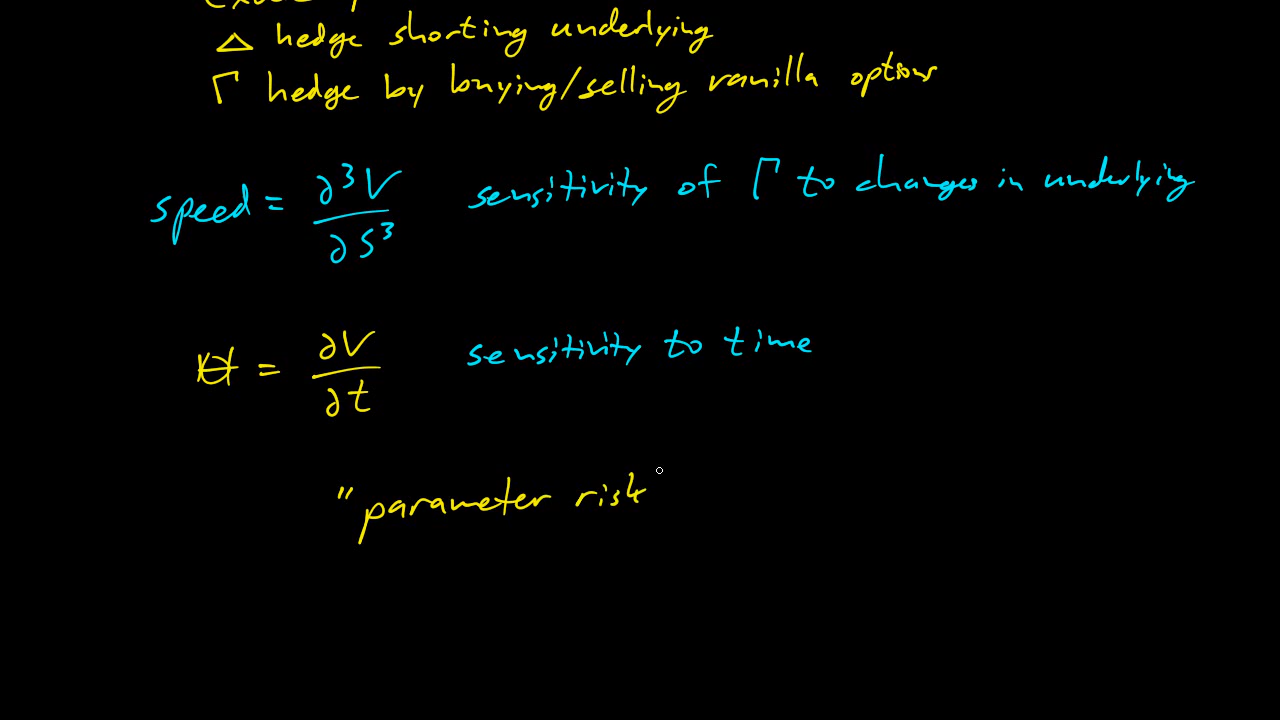 Δ hedge shorting underlying
Γ hedge by buying/selling vanilla options
speed = ∂³V/∂S³ sensitivity of Γ to changes in underlying
Θ = ∂V/∂t sensitivity to time
"parameter risk